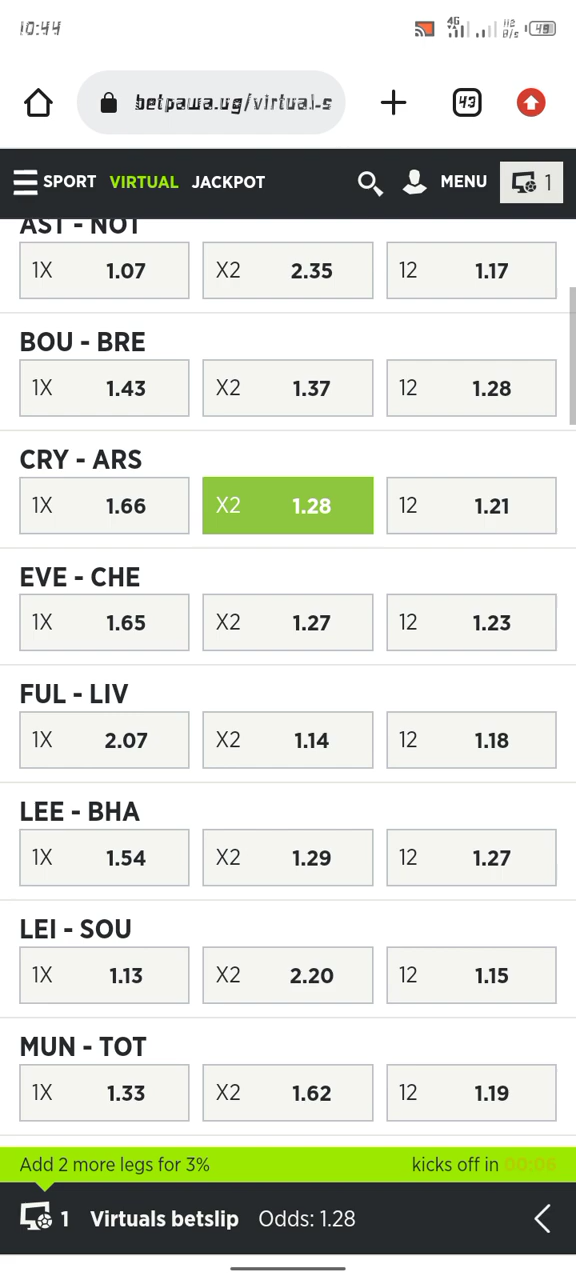 10:44 4G 112 B/s 49
betpawa.ug/virtual-s 43
SPORT VIRTUAL JACKPOT MENU 1
AST - NOT
1X 1.07 X2 2.35 12 1.17
BOU - BRE
1X 1.43 X2 1.37 12 1.28
CRY - ARS
1X 1.66 X2 1.28 12 1.21
EVE - CHE
1X 1.65 X2 1.27 12 1.23
FUL - LIV
1X 2.07 X2 1.14 12 1.18
LEE - BHA
1X 1.54 X2 1.29 12 1.27
LEI - SOU
1X 1.13 X2 2.20 12 1.15
MUN - TOT
1X 1.33 X2 1.62 12 1.19
Add 2 more legs for 3% kicks off in 00:06
1 Virtuals betslip Odds: 1.28